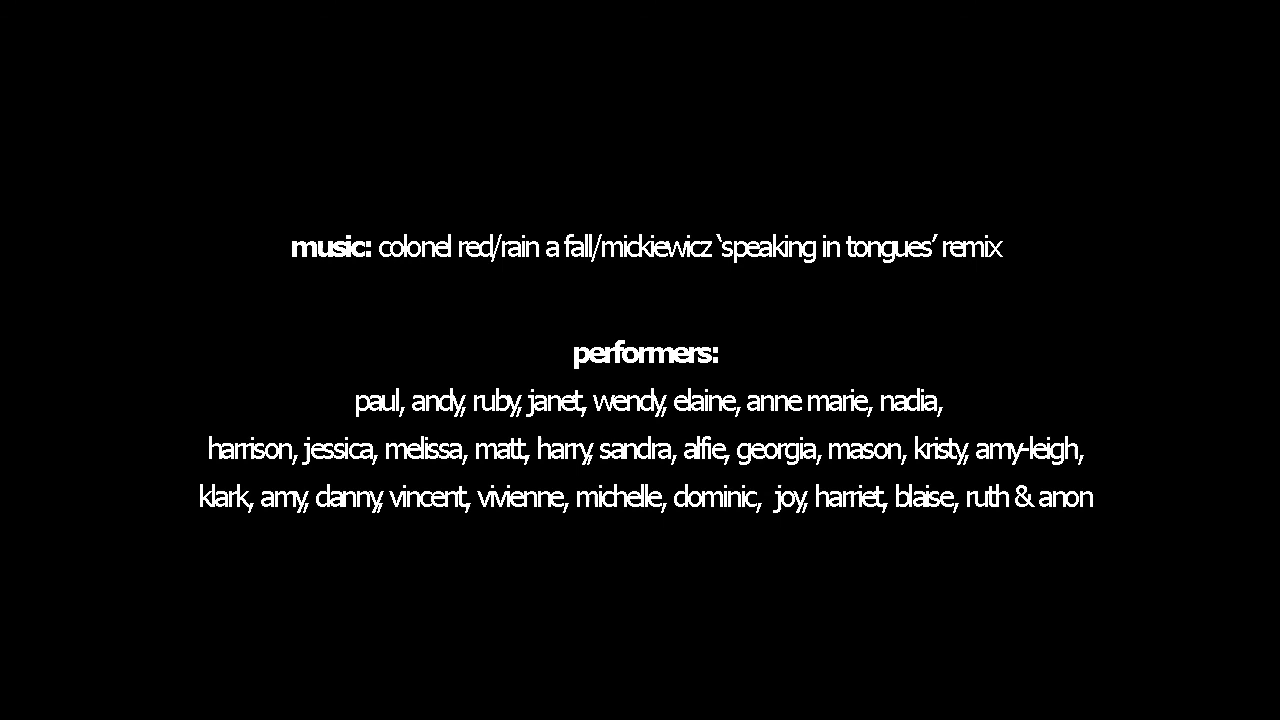 music: colonel red/rain a fall/mickiewicz ‘speaking in tongues’ remix
performers:
paul, andy, ruby, janet, wendy, elaine, anne marie, nadia,
harrison, jessica, melissa, matt, harry, sandra, alfie, georgia, mason, kristy, amy-leigh,
klark, amy, danny, vincent, vivienne, michelle, dominic, joy, harriet, blaise, ruth & anon